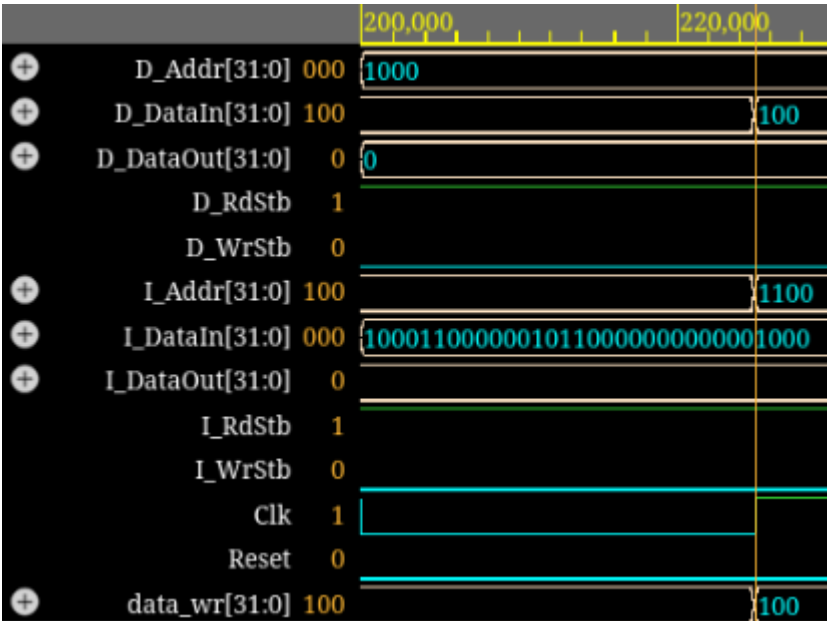 200,000 220,000
D_Addr[31:0] 000 1000
D_DataIn[31:0] 100 100
D_DataOut[31:0] 0 0
D_RdStb 1
D_WrStb 0
I_Addr[31:0] 100 1100
I_DataIn[31:0] 000 10001100000010110000000000001000
I_DataOut[31:0] 0
I_RdStb 1
I_WrStb 0
Clk 1
Reset 0
data_wr[31:0] 100 100